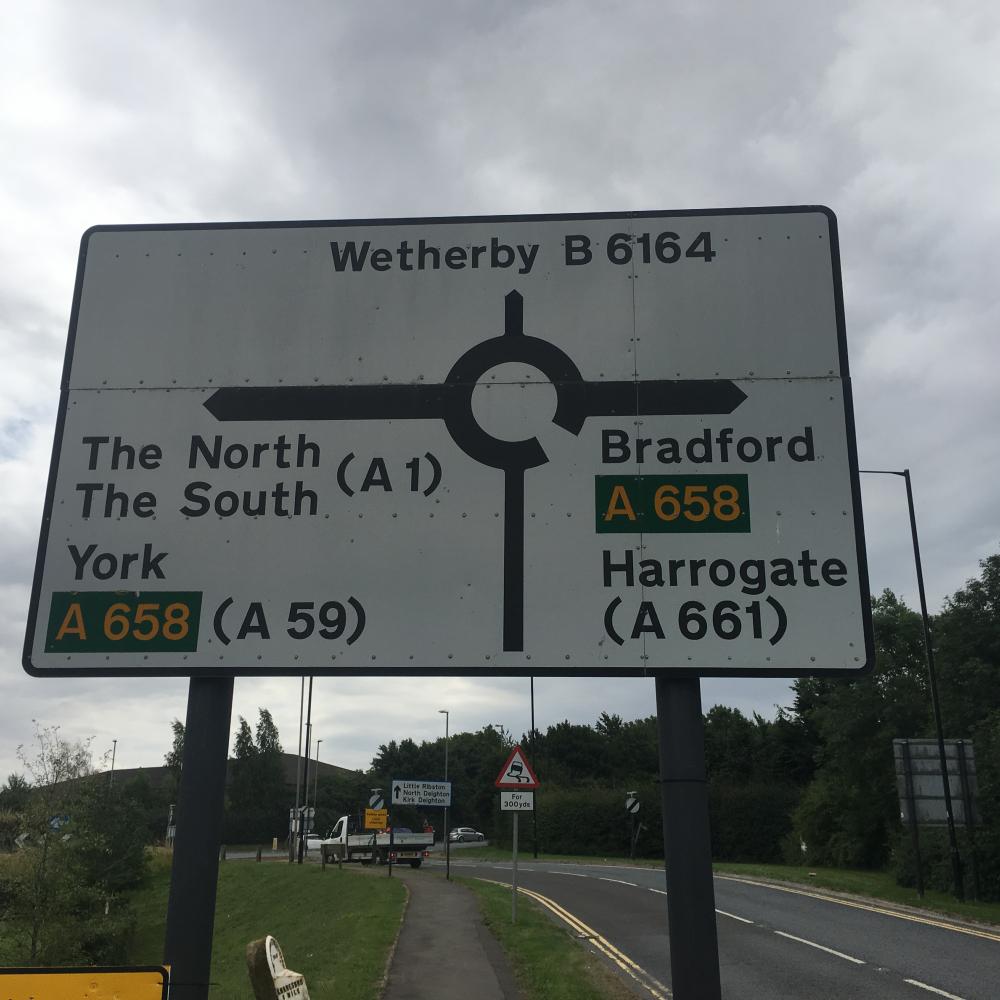 Wetherby B 6164
The North
The South
(A 1)
York
A 658 (A 59)
Bradford
A 658
Harrogate
(A 661)
Little Ribston
North Deighton
Kirk Deighton
For
300yds